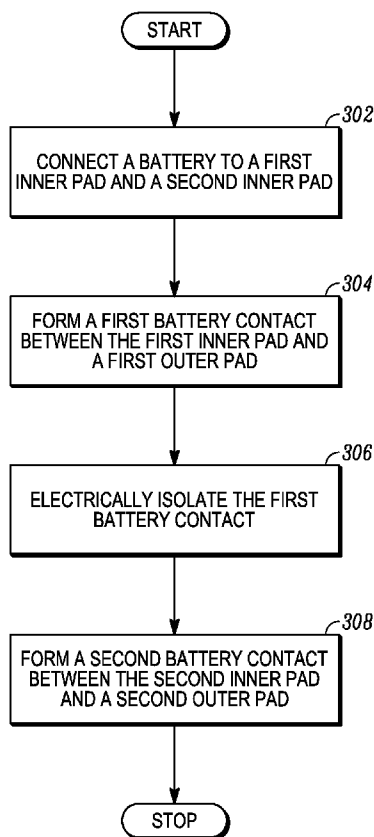 START
302
CONNECT A BATTERY TO A FIRST
INNER PAD AND A SECOND INNER PAD
304
FORM A FIRST BATTERY CONTACT
BETWEEN THE FIRST INNER PAD AND
A FIRST OUTER PAD
306
ELECTRICALLY ISOLATE THE FIRST
BATTERY CONTACT
308
FORM A SECOND BATTERY CONTACT
BETWEEN THE SECOND INNER PAD
AND A SECOND OUTER PAD
STOP